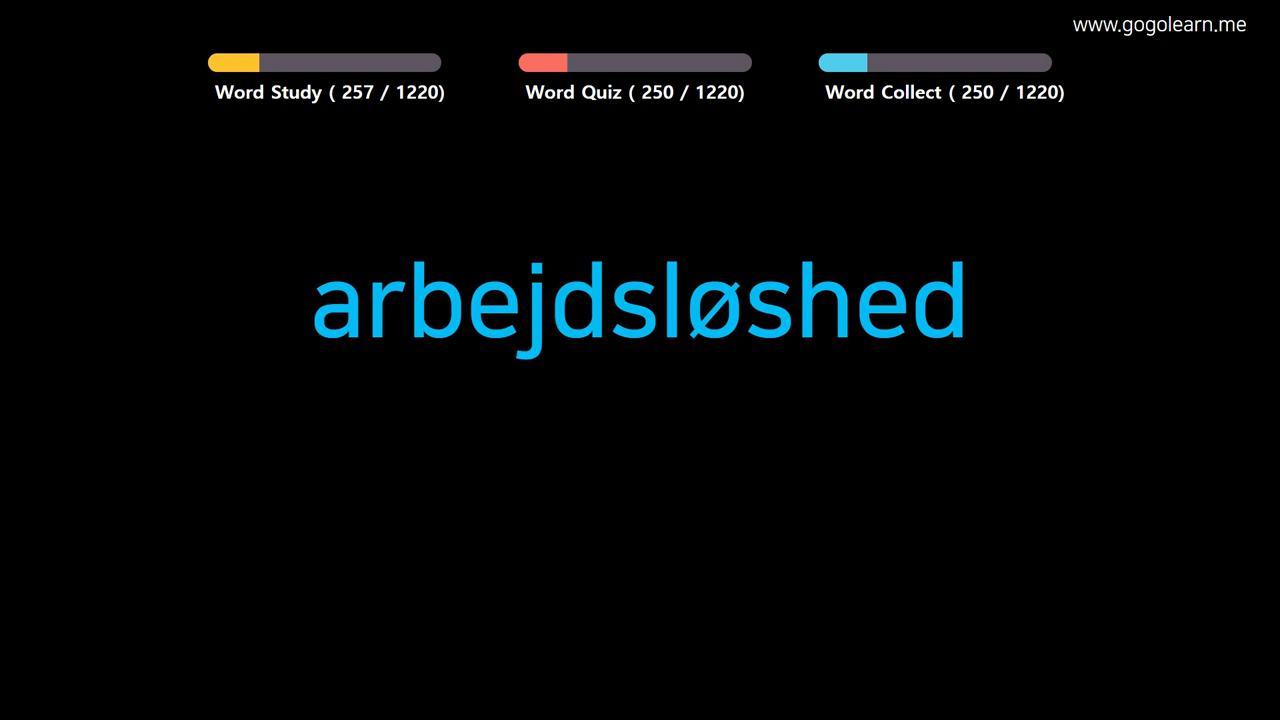 www.gogolearn.me
Word Study ( 257 / 1220)
Word Quiz ( 250 / 1220)
Word Collect ( 250 / 1220)
arbejdsløshed